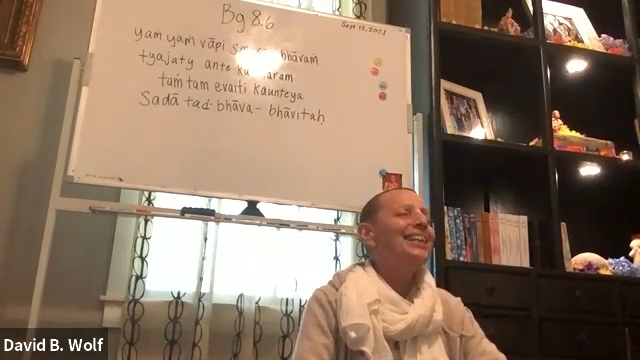 Bg 8.6
Sept 12, 2021
yaṁ yaṁ vāpi bhāvaṁ
tyajaty ante
taṁ tam evaiti kaunteya
Sadā tad-bhāva-bhāvitaḥ
David B. Wolf